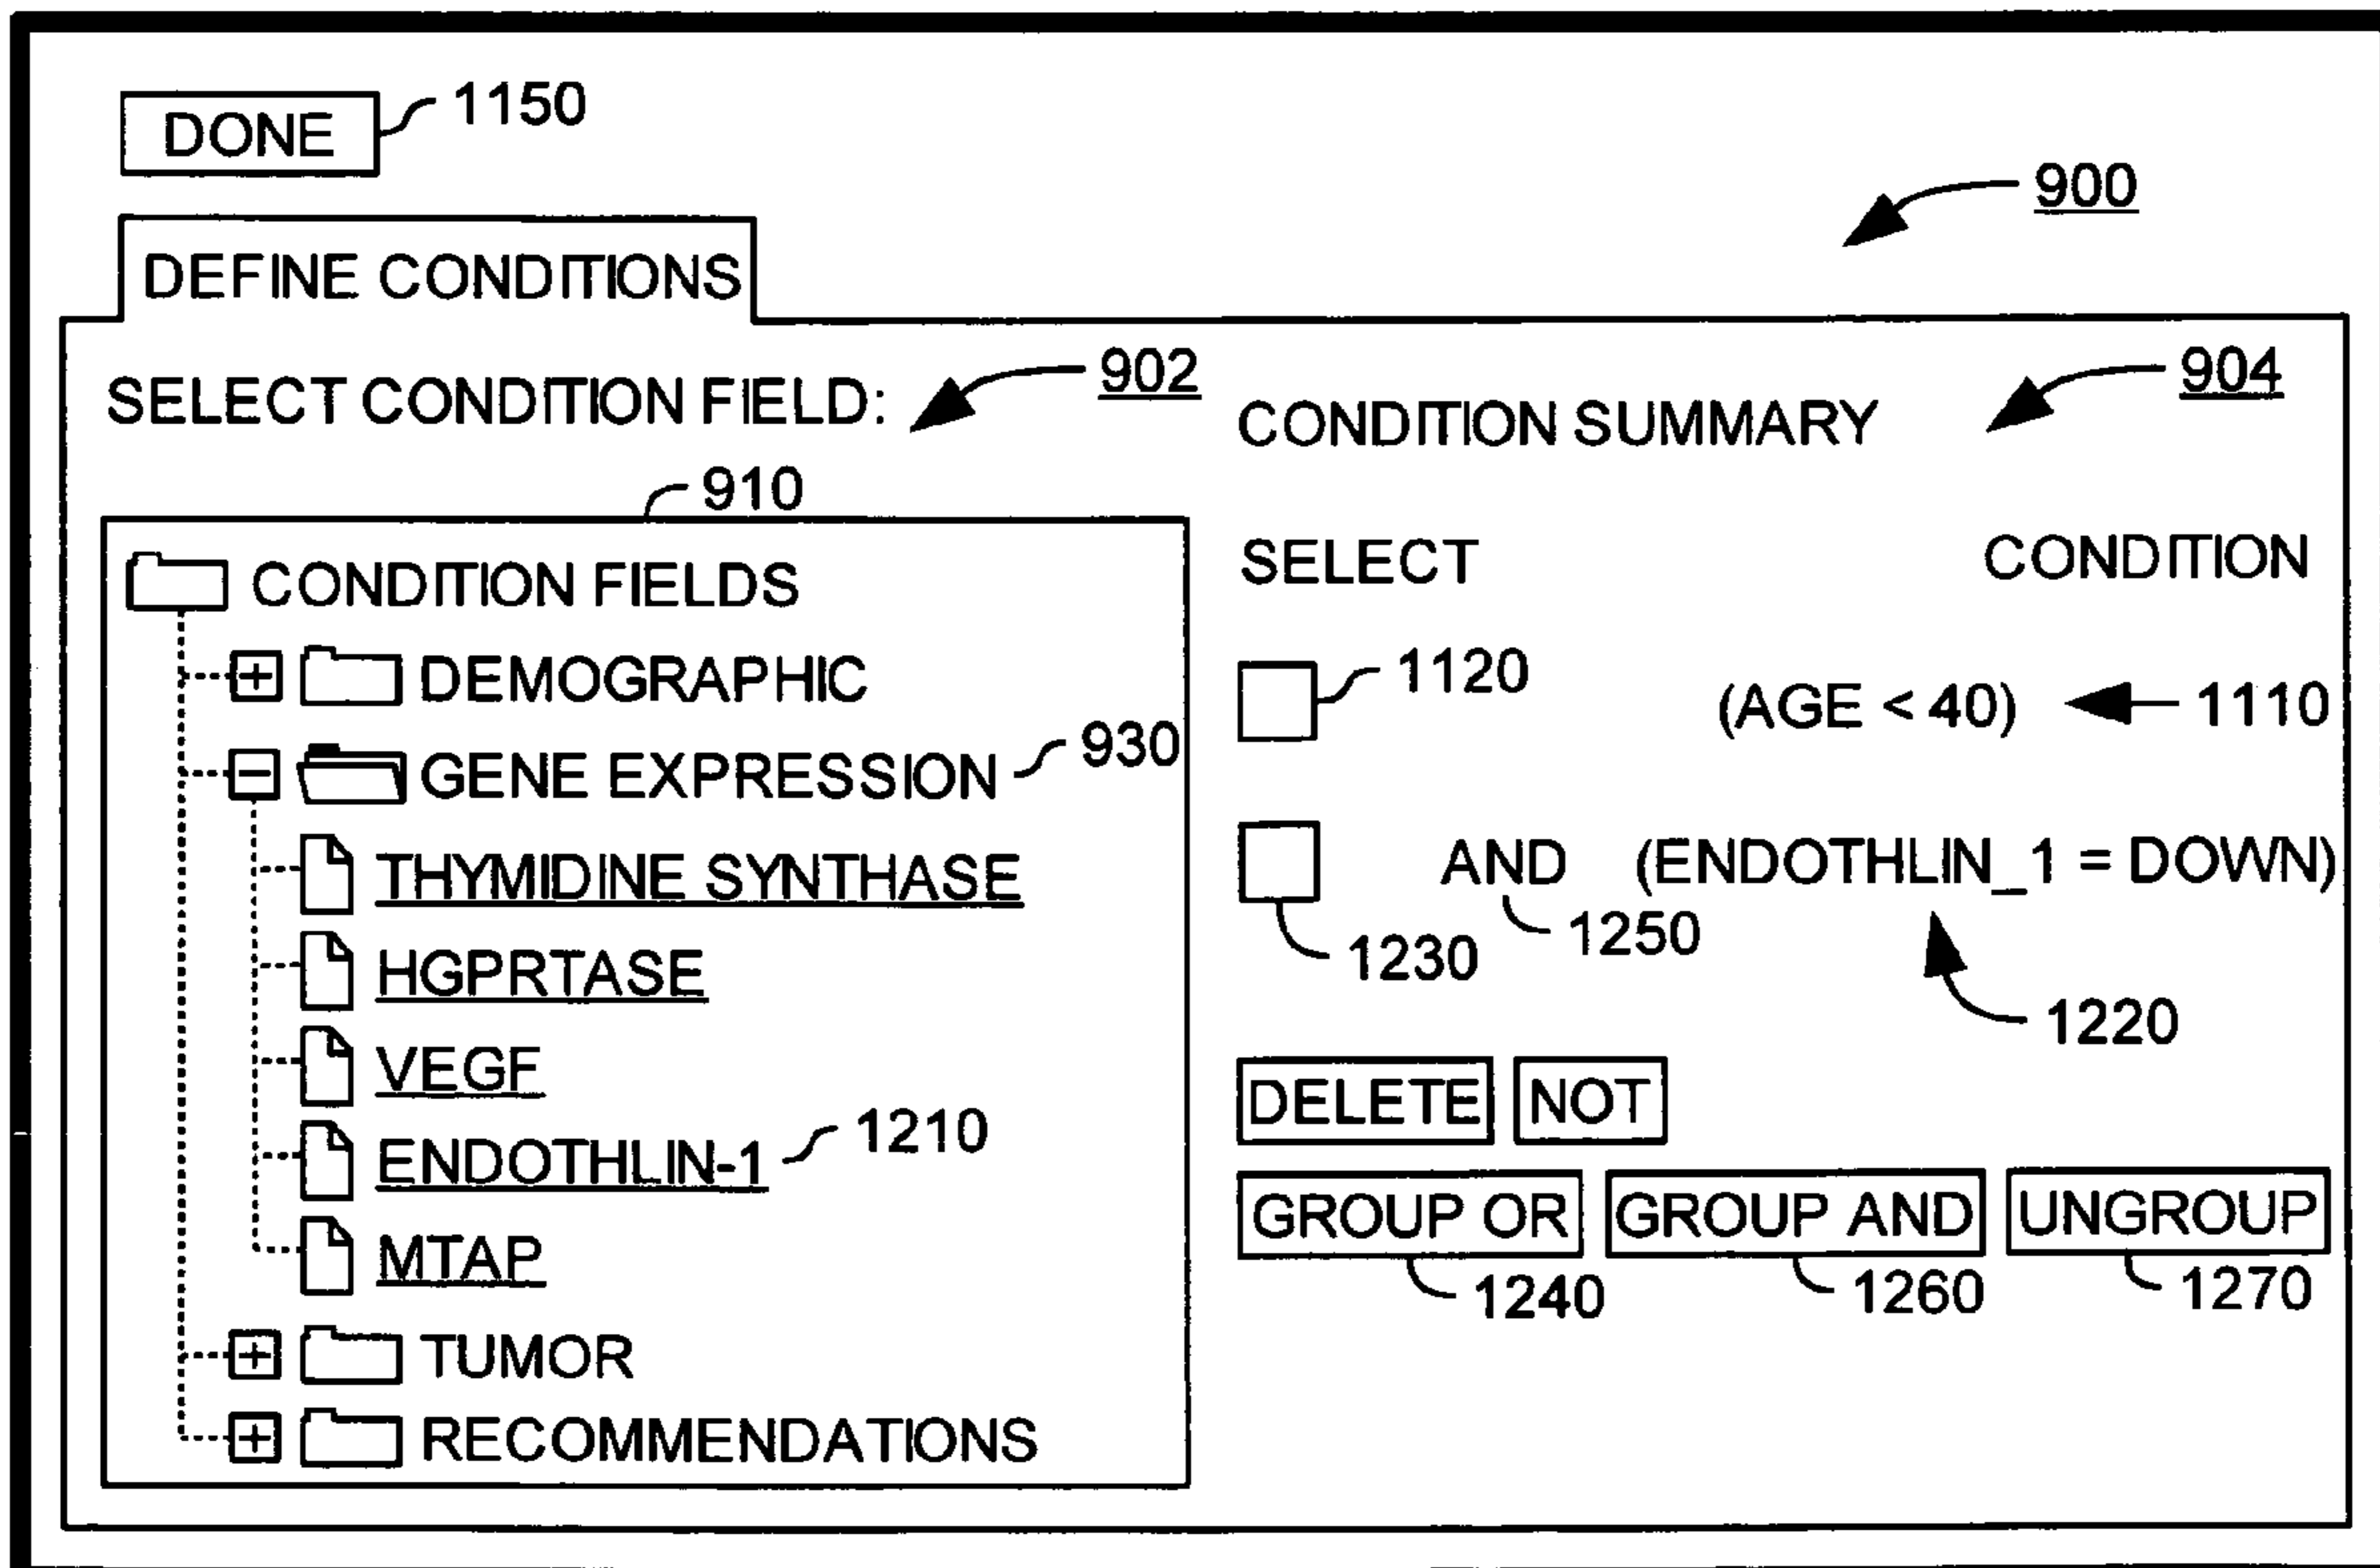 DONE 1150
900
DEFINE CONDITIONS
SELECT CONDITION FIELD: 902
910
CONDITION FIELDS
DEMOGRAPHIC
GENE EXPRESSION 930
THYMIDINE SYNTHASE
HGPRTASE
VEGF
ENDOTHLIN-1 1210
MTAP
TUMOR
RECOMMENDATIONS
904
CONDITION SUMMARY
SELECT CONDITION
1120 (AGE < 40) 1110
AND (ENDOTHLIN_1 = DOWN)
1230 1250
1220
DELETE NOT
GROUP OR GROUP AND UNGROUP
1240 1260 1270